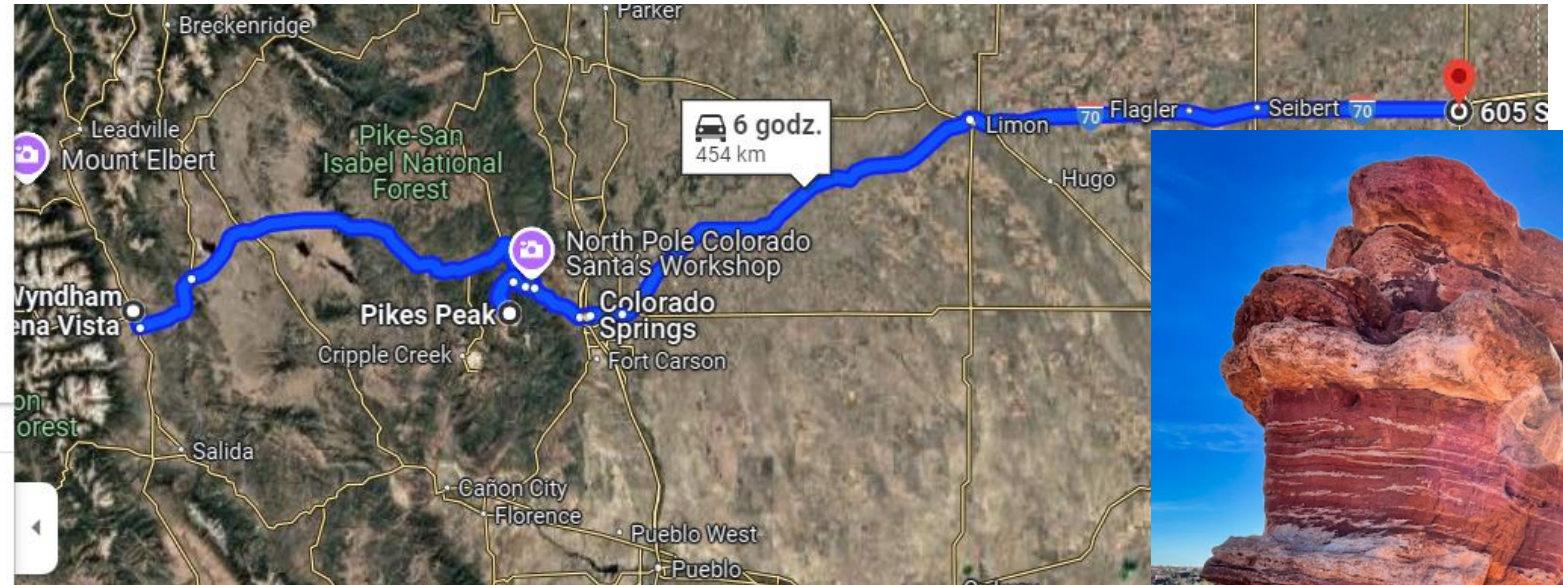 Parker
Breckenridge
Leadville
Mount Elbert
Pike-San
Isabel National
Forest
6 godz.
454 km
Limon
70
Flagler
Seibert
70
605 S
Hugo
North Pole Colorado
Santa's Workshop
Wyndham
ena Vista
Pikes Peak
Colorado
Springs
Cripple Creek
Fort Carson
on
orest
Salida
Cañon City
Florence
Pueblo West
Pueblo